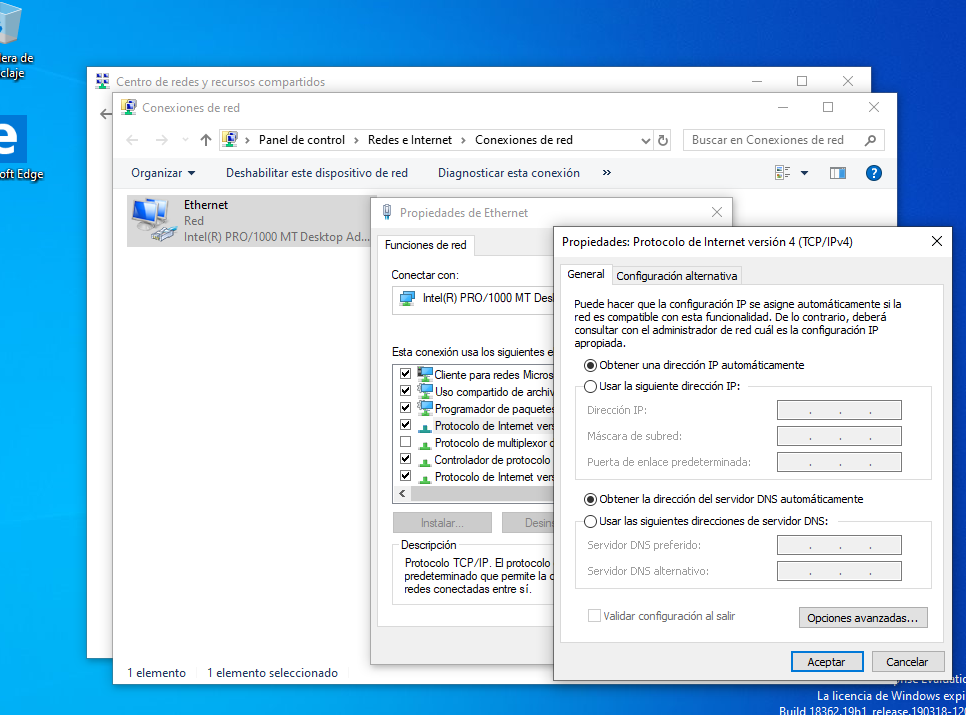 era de
claje
oft Edge
Centro de redes y recursos compartidos
Conexiones de red
Panel de control > Redes e Internet > Conexiones de red
Buscar en Conexiones de red
Organizar
Deshabilitar este dispositivo de red
Diagnosticar esta conexión
»
Ethernet
Red
Intel(R) PRO/1000 MT Desktop Ad...
Propiedades de Ethernet
Funciones de red
Conectar con:
Intel(R) PRO/1000 MT Des
Esta conexión usa los siguientes e
Cliente para redes Micros
Uso compartido de archiv
Programador de paquetes
Protocolo de Internet vers
Protocolo de multiplexor d
Controlador de protocolo
Protocolo de Internet vers
Instalar...
Desins
Descripción
Protocolo TCP/IP. El protocolo
predeterminado que permite la c
redes conectadas entre sí.
Propiedades: Protocolo de Internet versión 4 (TCP/IPv4)
General
Configuración alternativa
Puede hacer que la configuración IP se asigne automáticamente si la
red es compatible con esta funcionalidad. De lo contrario, deberá
consultar con el administrador de red cuál es la configuración IP
apropiada.
Obtener una dirección IP automáticamente
Usar la siguiente dirección IP:
Dirección IP:
Máscara de subred:
Puerta de enlace predeterminada:
Obtener la dirección del servidor DNS automáticamente
Usar las siguientes direcciones de servidor DNS:
Servidor DNS preferido:
Servidor DNS alternativo:
Validar configuración al salir
Opciones avanzadas...
Aceptar
Cancelar
1 elemento
1 elemento seleccionado
La licencia de Windows expi
Build 18362.19h1_release.190318-12